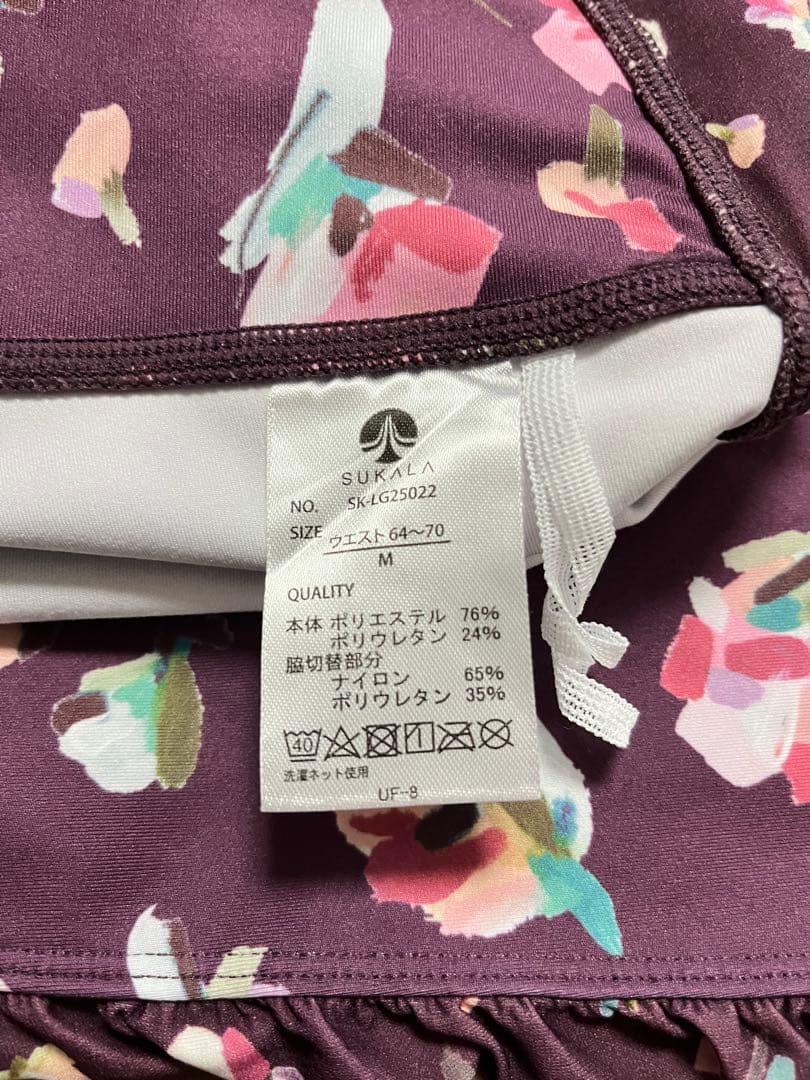 SUKALA
NO. SK-LG25022
SIZE ウエスト64〜70
M
QUALITY
本体 ポリエステル 76%
ポリウレタン 24%
脇切替部分
ナイロン 65%
ポリウレタン 35%
40 1
洗濯ネット使用
UF-8